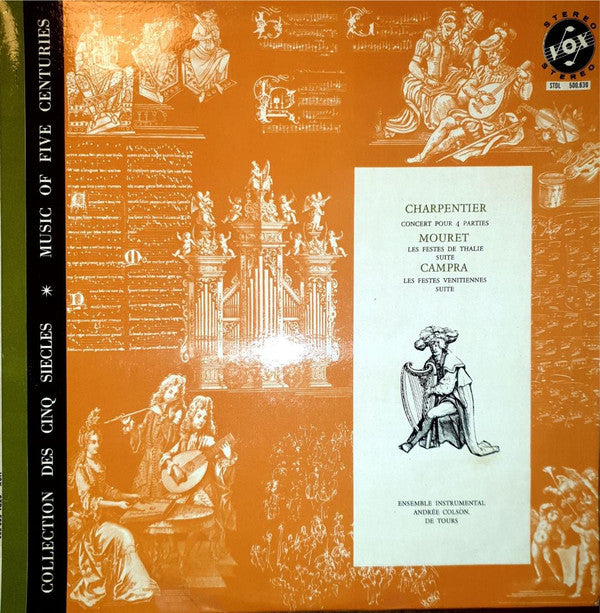 COLLECTION DES CINQ SIECLES * MUSIC OF FIVE CENTURIES
STEREO
VOX
STEREO
STDL 500.630
CHARPENTIER
CONCERT POUR 4 PARTIES
MOURET
LES FESTES DE THALIE
SUITE
CAMPRA
LES FESTES VENITIENNES
SUITE
ENSEMBLE INSTRUMENTAL
ANDRÉE COLSON,
DE TOURS